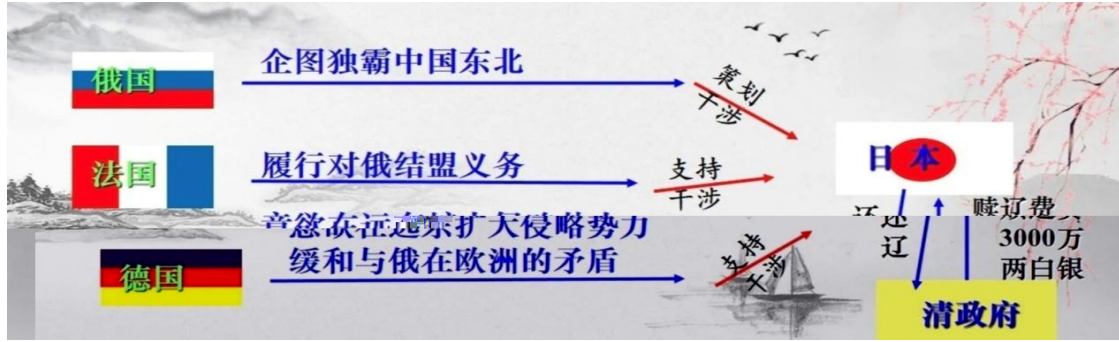 俄国
企图独霸中国东北
策划
干涉
法国
履行对俄结盟义务
支持
干涉
日本
德国
缓和与俄在欧洲的矛盾
支持
干涉
还
辽
赎辽费
3000万
两白银
清政府